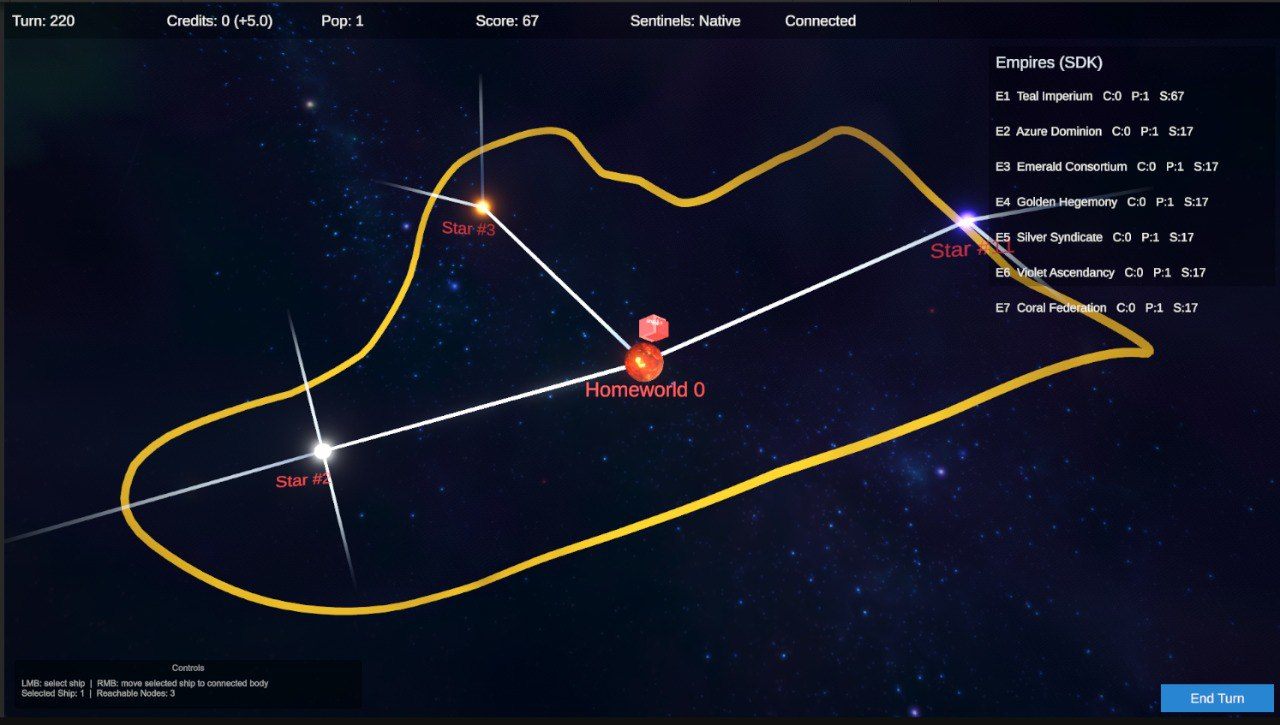 Turn: 220 Credits: 0 (+5.0) Pop: 1 Score: 67 Sentinels: Native Connected
Empires (SDK)
E1 Teal Imperium C:0 P:1 S:67
E2 Azure Dominion C:0 P:1 S:17
E3 Emerald Consortium C:0 P:1 S:17
E4 Golden Hegemony C:0 P:1 S:17
E5 Silver Syndicate C:0 P:1 S:17
E6 Violet Ascendancy C:0 P:1 S:17
E7 Coral Federation C:0 P:1 S:17
Star #3
Star #11
Homeworld 0
Star #2
Controls
LMB: select ship | RMB: move selected ship to connected body
Selected Ship: 1 | Reachable Nodes: 3
End Turn